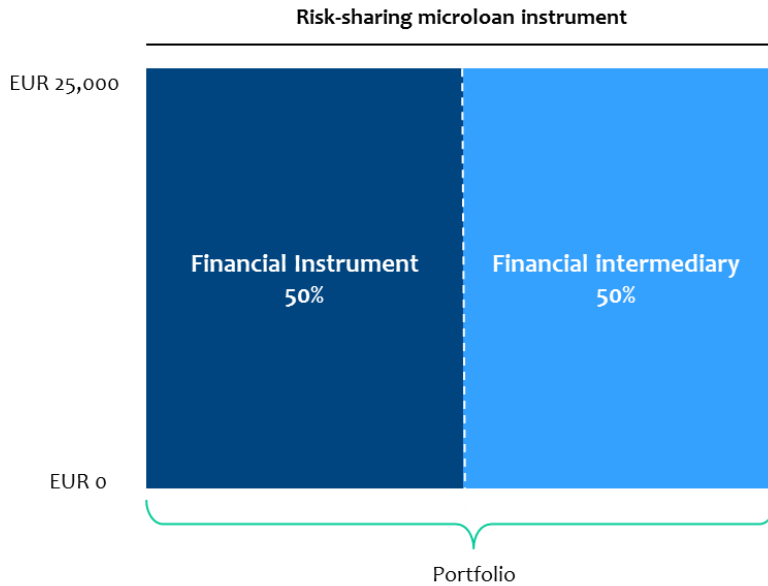 Risk-sharing microloan instrument
EUR 25,000
Financial Instrument
50%
Financial intermediary
50%
EUR 0
Portfolio